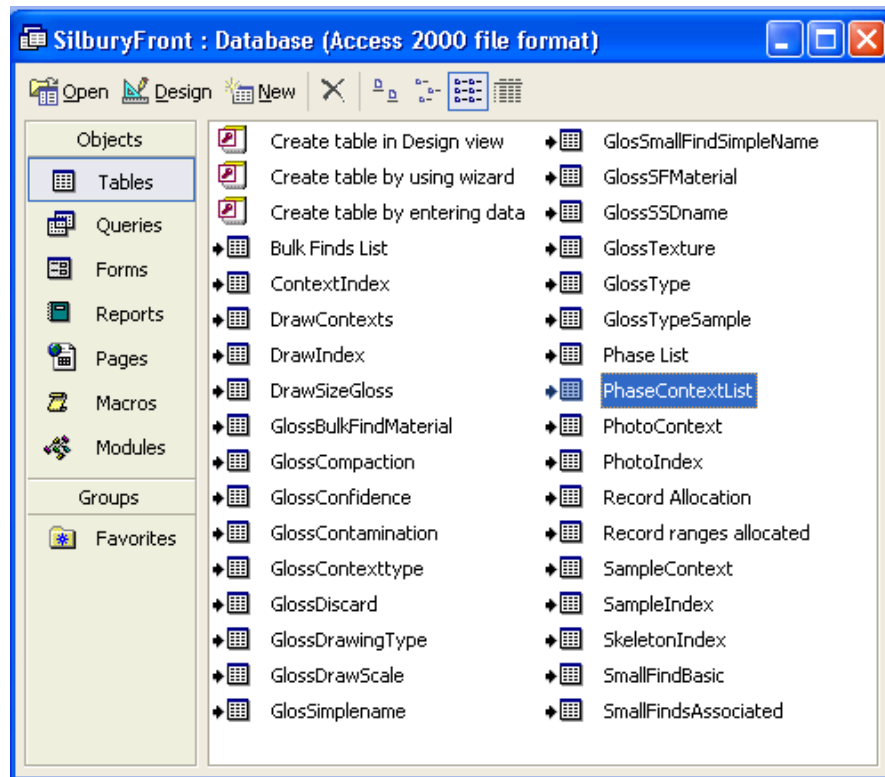 SilburyFront : Database (Access 2000 file format)
Open Design New
Objects
Tables
Queries
Forms
Reports
Pages
Macros
Modules
Groups
Favorites
Create table in Design view
Create table by using wizard
Create table by entering data
Bulk Finds List
ContextIndex
DrawContexts
DrawIndex
DrawSizeGloss
GlossBulkFindMaterial
GlossCompaction
GlossConfidence
GlossContamination
GlossContexttype
GlossDiscard
GlossDrawingType
GlossDrawScale
GlosSimplename
GlosSmallFindSimpleName
GlossSFMaterial
GlossSSDname
GlossTexture
GlossType
GlossTypeSample
Phase List
PhaseContextList
PhotoContext
PhotoIndex
Record Allocation
Record ranges allocated
SampleContext
SampleIndex
SkeletonIndex
SmallFindBasic
SmallFindsAssociated